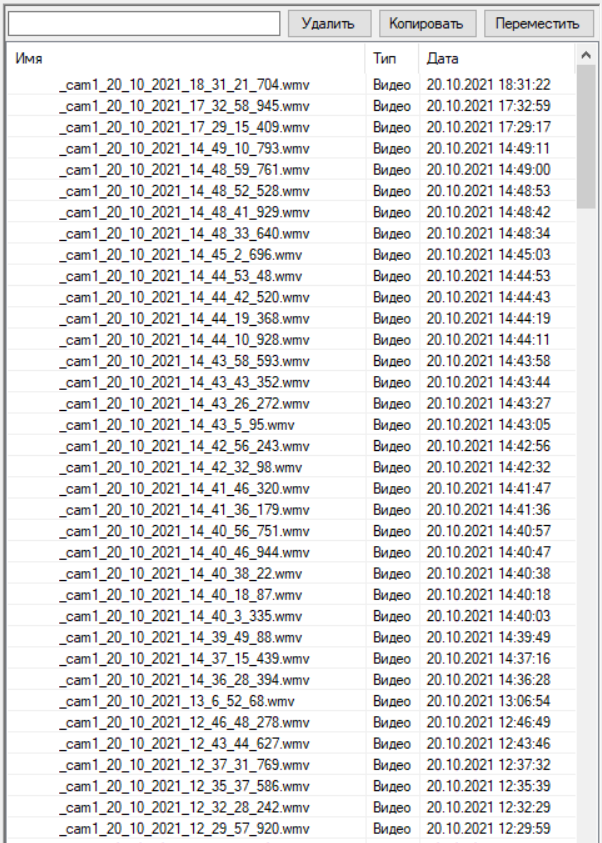 Удалить Копировать Переместить
Имя Тип Дата
_cam1_20_10_2021_18_31_21_704.wmv Видео 20.10.2021 18:31:22
_cam1_20_10_2021_17_32_58_945.wmv Видео 20.10.2021 17:32:59
_cam1_20_10_2021_17_29_15_409.wmv Видео 20.10.2021 17:29:17
_cam1_20_10_2021_14_49_10_793.wmv Видео 20.10.2021 14:49:11
_cam1_20_10_2021_14_48_59_761.wmv Видео 20.10.2021 14:49:00
_cam1_20_10_2021_14_48_52_528.wmv Видео 20.10.2021 14:48:53
_cam1_20_10_2021_14_48_41_929.wmv Видео 20.10.2021 14:48:42
_cam1_20_10_2021_14_48_33_640.wmv Видео 20.10.2021 14:48:34
_cam1_20_10_2021_14_45_2_696.wmv Видео 20.10.2021 14:45:03
_cam1_20_10_2021_14_44_53_48.wmv Видео 20.10.2021 14:44:53
_cam1_20_10_2021_14_44_42_520.wmv Видео 20.10.2021 14:44:43
_cam1_20_10_2021_14_44_19_368.wmv Видео 20.10.2021 14:44:19
_cam1_20_10_2021_14_44_10_928.wmv Видео 20.10.2021 14:44:11
_cam1_20_10_2021_14_43_58_593.wmv Видео 20.10.2021 14:43:58
_cam1_20_10_2021_14_43_43_352.wmv Видео 20.10.2021 14:43:44
_cam1_20_10_2021_14_43_26_272.wmv Видео 20.10.2021 14:43:27
_cam1_20_10_2021_14_43_5_95.wmv Видео 20.10.2021 14:43:05
_cam1_20_10_2021_14_42_56_243.wmv Видео 20.10.2021 14:42:56
_cam1_20_10_2021_14_42_32_98.wmv Видео 20.10.2021 14:42:32
_cam1_20_10_2021_14_41_46_320.wmv Видео 20.10.2021 14:41:47
_cam1_20_10_2021_14_41_36_179.wmv Видео 20.10.2021 14:41:36
_cam1_20_10_2021_14_40_56_751.wmv Видео 20.10.2021 14:40:57
_cam1_20_10_2021_14_40_46_944.wmv Видео 20.10.2021 14:40:47
_cam1_20_10_2021_14_40_38_22.wmv Видео 20.10.2021 14:40:38
_cam1_20_10_2021_14_40_18_87.wmv Видео 20.10.2021 14:40:18
_cam1_20_10_2021_14_40_3_335.wmv Видео 20.10.2021 14:40:03
_cam1_20_10_2021_14_39_49_88.wmv Видео 20.10.2021 14:39:49
_cam1_20_10_2021_14_37_15_439.wmv Видео 20.10.2021 14:37:16
_cam1_20_10_2021_14_36_28_394.wmv Видео 20.10.2021 14:36:28
_cam1_20_10_2021_13_6_52_68.wmv Видео 20.10.2021 13:06:54
_cam1_20_10_2021_12_46_48_278.wmv Видео 20.10.2021 12:46:49
_cam1_20_10_2021_12_43_44_627.wmv Видео 20.10.2021 12:43:46
_cam1_20_10_2021_12_37_31_769.wmv Видео 20.10.2021 12:37:32
_cam1_20_10_2021_12_35_37_586.wmv Видео 20.10.2021 12:35:39
_cam1_20_10_2021_12_32_28_242.wmv Видео 20.10.2021 12:32:29
_cam1_20_10_2021_12_29_57_920.wmv Видео 20.10.2021 12:29:59